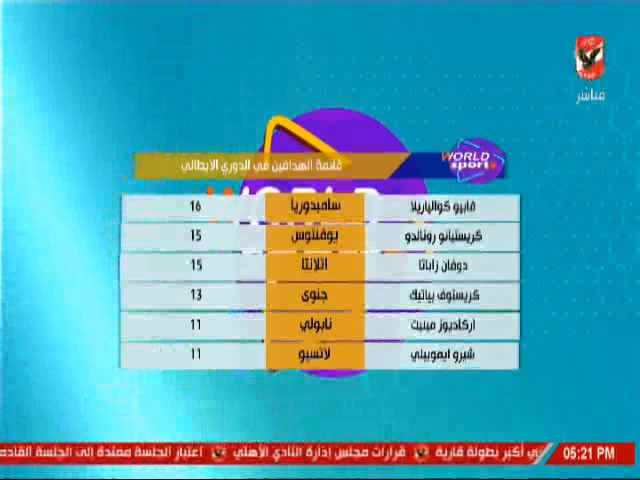 مباشر
WORLD
sport
قائمة الهدافين في الدوري الايطالي
فابيو كوالياريلا سامبدوريا 16
كريستيانو رونالدو يوفنتوس 15
دوفان زاباتا اتلانتا 15
كريستوف بياتيك جنوى 13
اركاديوز ميليك نابولي 11
شيرو ايموبيلي لاتسيو 11
05:21 PM
ي أكبر بطولة قارية قرارات مجلس إدارة النادي الأهلي اعتبار الجلسة ممتدة إلى الجلسة القادمة